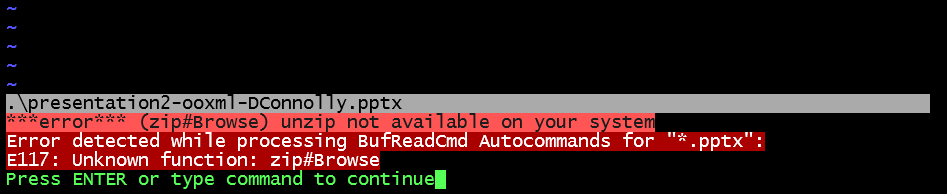 ~
~
~
~
~
.\presentation2-ooxml-DConnolly.pptx
***error*** (zip#Browse) unzip not available on your system
Error detected while processing BufReadCmd Autocommands for "*.pptx":
E117: Unknown function: zip#Browse
Press ENTER or type command to continue